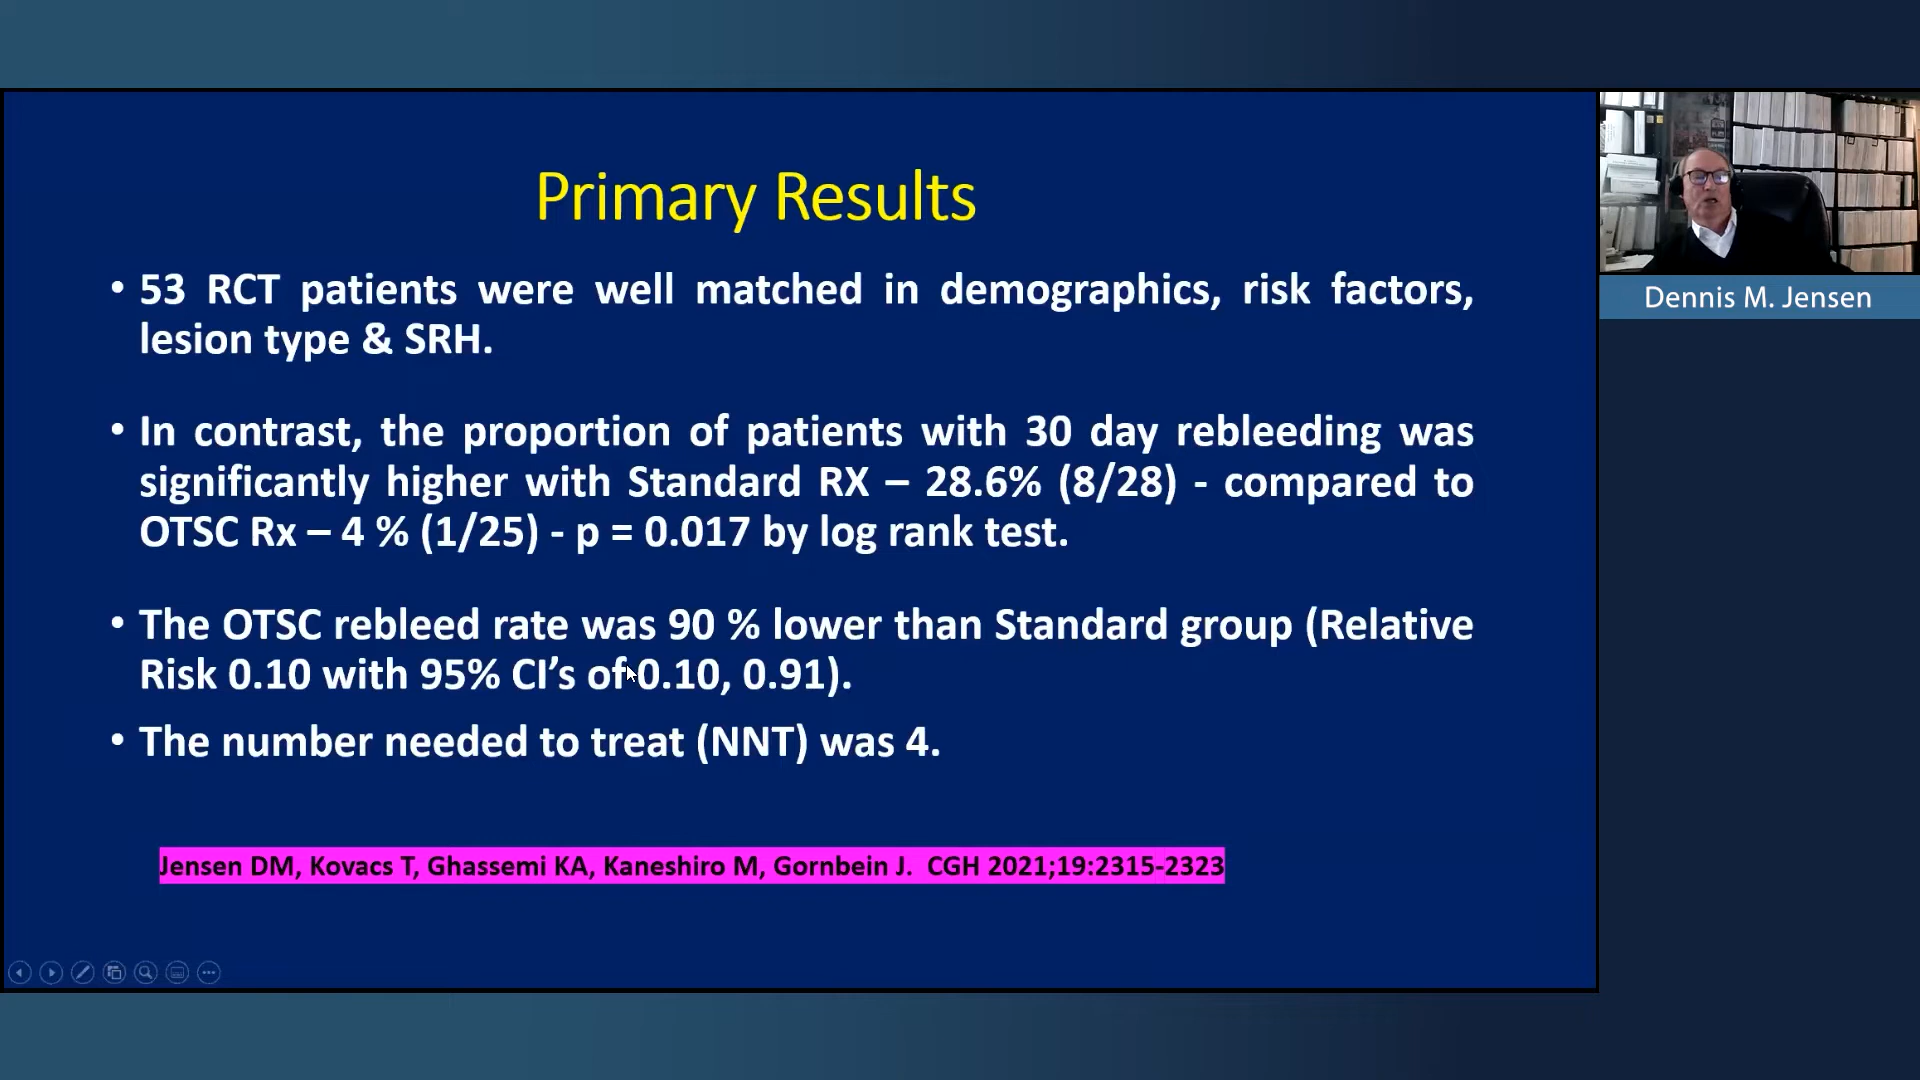 Primary Results
• 53 RCT patients were well matched in demographics, risk factors,
lesion type & SRH.
• In contrast, the proportion of patients with 30 day rebleeding was
significantly higher with Standard RX – 28.6% (8/28) - compared to
OTSC Rx – 4 % (1/25) - p = 0.017 by log rank test.
• The OTSC rebleed rate was 90 % lower than Standard group (Relative
Risk 0.10 with 95% CI’s of 0.10, 0.91).
• The number needed to treat (NNT) was 4.
Jensen DM, Kovacs T, Ghassemi KA, Kaneshiro M, Gornbein J.  CGH 2021;19:2315-2323
Dennis M. Jensen